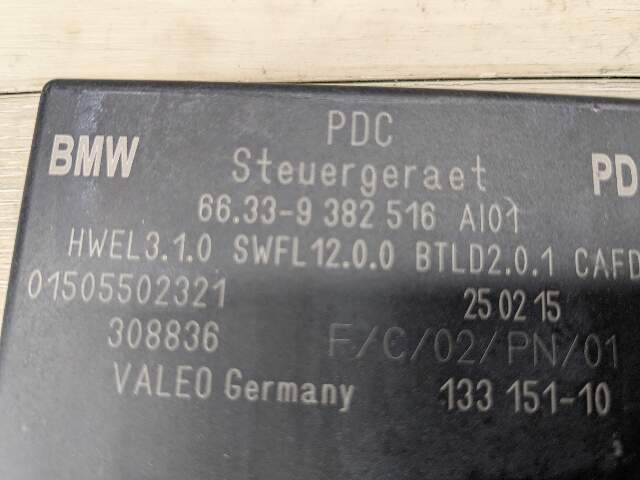 PDC
BMW Steuergeraet PD
66.33-9 382 516 AI01
HWEL3.1.0 SWFL12.0.0 BTLD2.0.1 CAFD
01505502321 25 02 15
308836 F/C/02/PN/01
VALEO Germany 133 151-10